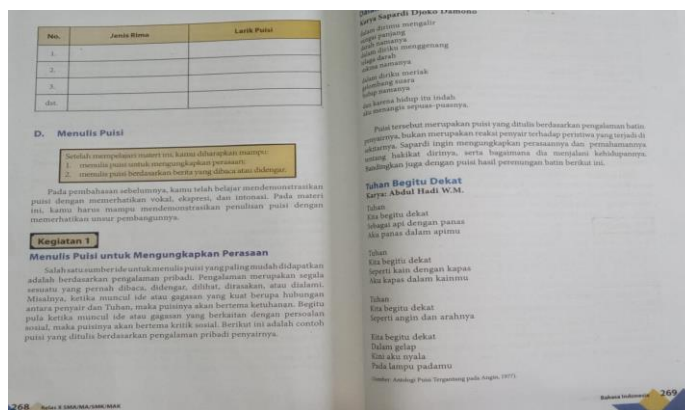 No.
Jenis Rima
Larik Puisi
1.
2.
3.
dst.
D. Menulis Puisi
Setelah mempelajari materi ini, kamu diharapkan mampu:
1. menulis puisi untuk mengungkapkan perasaan;
2. menulis puisi berdasarkan berita yang dibaca atau didengar.
Pada pembahasan sebelumnya, kamu telah belajar mendemonstrasikan
puisi dengan memerhatikan vokal, ekspresi, dan intonasi. Pada materi
ini, kamu harus mampu mendemonstrasikan penulisan puisi dengan
memerhatikan unsur pembangunnya.
Kegiatan 1
Menulis Puisi untuk Mengungkapkan Perasaan
Salah satu sumber ide untuk menulis puisi yang paling mudah didapatkan
adalah berdasarkan pengalaman pribadi. Pengalaman merupakan segala
sesuatu yang pernah dibaca, didengar, dilihat, dirasakan, atau dialami.
Misalnya, ketika muncul ide atau gagasan yang kuat berupa hubungan
antara penyair dan Tuhan, maka puisinya akan bertema ketuhanan. Begitu
pula ketika muncul ide atau gagasan yang berkaitan dengan persoalan
sosial, maka puisinya akan bertema kritik sosial. Berikut ini adalah contoh
puisi yang ditulis berdasarkan pengalaman pribadi penyairnya.
268 Kelas X SMA/MA/SMK/MAK
Karya Sapardi Djoko Damono
dalam diriku mengalir
sungai panjang
darah namanya
dalam diriku menggenang
telaga darah
sukma namanya
dalam diriku meriak
gelombang suara
hidup namanya
dan karena hidup itu indah
aku menangis sepuas-puasnya.
Puisi tersebut merupakan puisi yang ditulis berdasarkan pengalaman batin
penyairnya, bukan merupakan reaksi penyair terhadap peristiwa yang terjadi di
sekitarnya. Sapardi ingin mengungkapkan perasaannya dan pemahamannya
tentang hakikat dirinya, serta bagaimana dia menjalani kehidupannya.
Bandingkan juga dengan puisi hasil perenungan batin berikut ini.
Tuhan Begitu Dekat
Karya: Abdul Hadi W.M.
Tuhan
Kita begitu dekat
Sebagai api dengan panas
Aku panas dalam apimu
Tuhan
Kita begitu dekat
Seperti kain dengan kapas
Aku kapas dalam kainmu
Tuhan
Kita begitu dekat
Seperti angin dan arahnya
Kita begitu dekat
Dalam gelap
Kini aku nyala
Pada lampu padamu
Sumber: Antologi Puisi Tergantung pada Angin, 1977).
Bahasa Indonesia 269